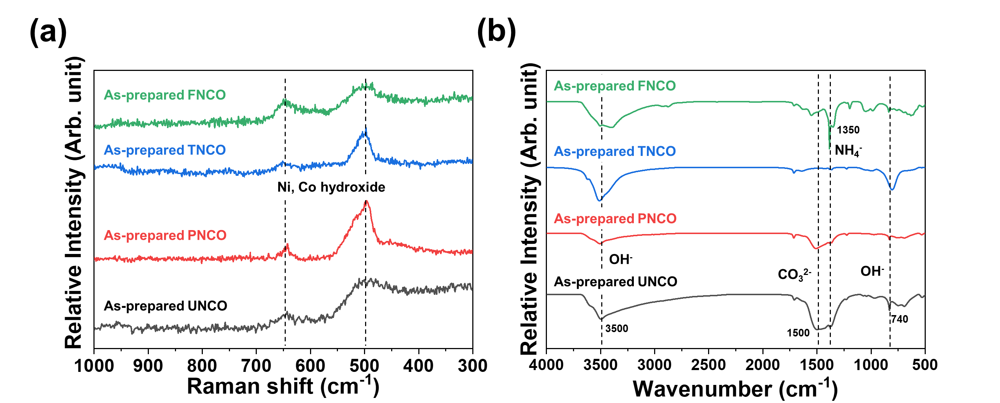 (a)
Relative Intensity (Arb. unit)
As-prepared FNCO
As-prepared TNCO
Ni, Co hydroxide
As-prepared PNCO
As-prepared UNCO
1000 900 800 700 600 500 400 300
Raman shift (cm⁻¹)
(b)
Relative Intensity (Arb. unit)
As-prepared FNCO
1350
NH₄⁻
As-prepared TNCO
As-prepared PNCO
OH⁻
CO₃²⁻
OH⁻
As-prepared UNCO
3500
1500
740
4000 3500 3000 2500 2000 1500 1000 500
Wavenumber (cm⁻¹)